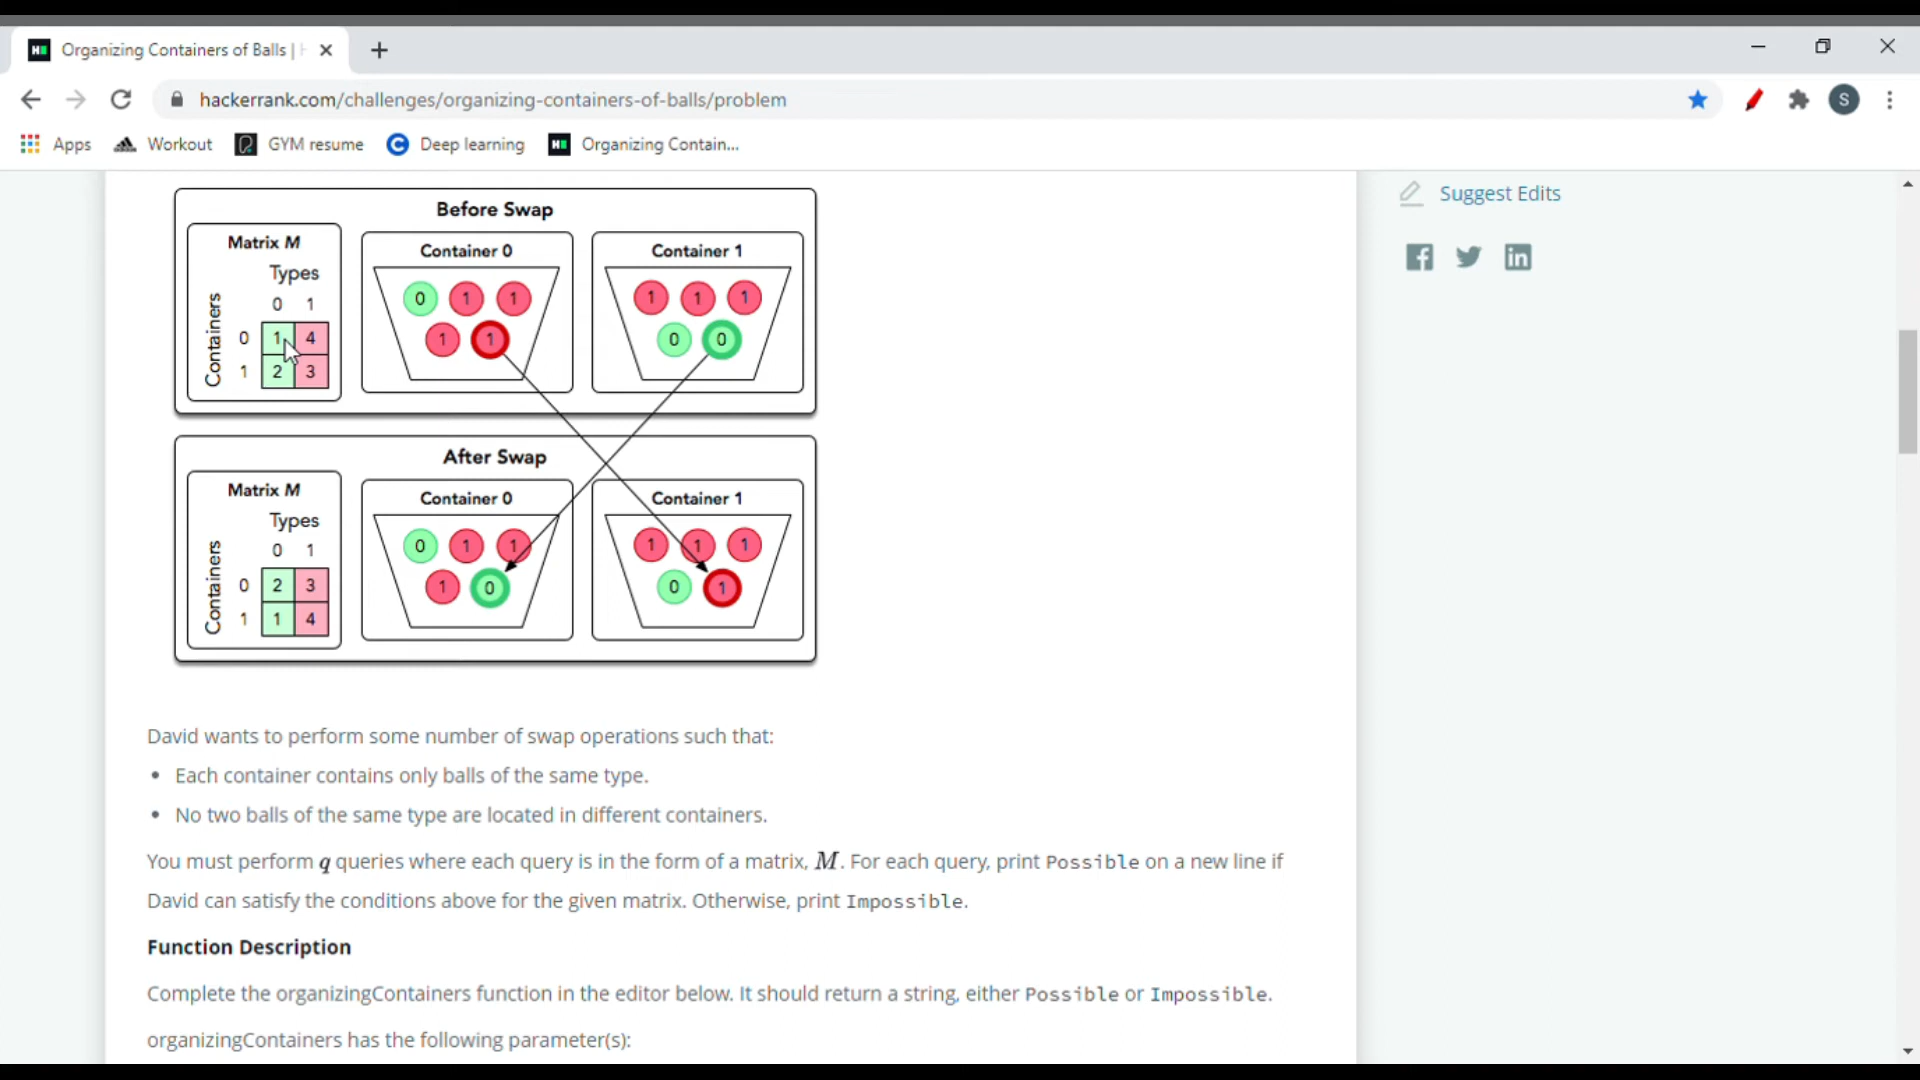 Organizing Containers of Balls |
hackerrank.com/challenges/organizing-containers-of-balls/problem
S
Apps
Workout
GYM resume
Deep learning
Organizing Contain...
Suggest Edits
Before Swap
Matrix M
Types
0 1
Containers
0 1 4
1 2 3
Container 0
0 1 1
1 1
Container 1
1 1 1
0 0
After Swap
Matrix M
Types
0 1
Containers
0 2 3
1 1 4
Container 0
0 1 1
1 0
Container 1
1 1 1
0 1
David wants to perform some number of swap operations such that:
• Each container contains only balls of the same type.
• No two balls of the same type are located in different containers.
You must perform q queries where each query is in the form of a matrix, M. For each query, print Possible on a new line if
David can satisfy the conditions above for the given matrix. Otherwise, print Impossible.
Function Description
Complete the organizingContainers function in the editor below. It should return a string, either Possible or Impossible.
organizingContainers has the following parameter(s):